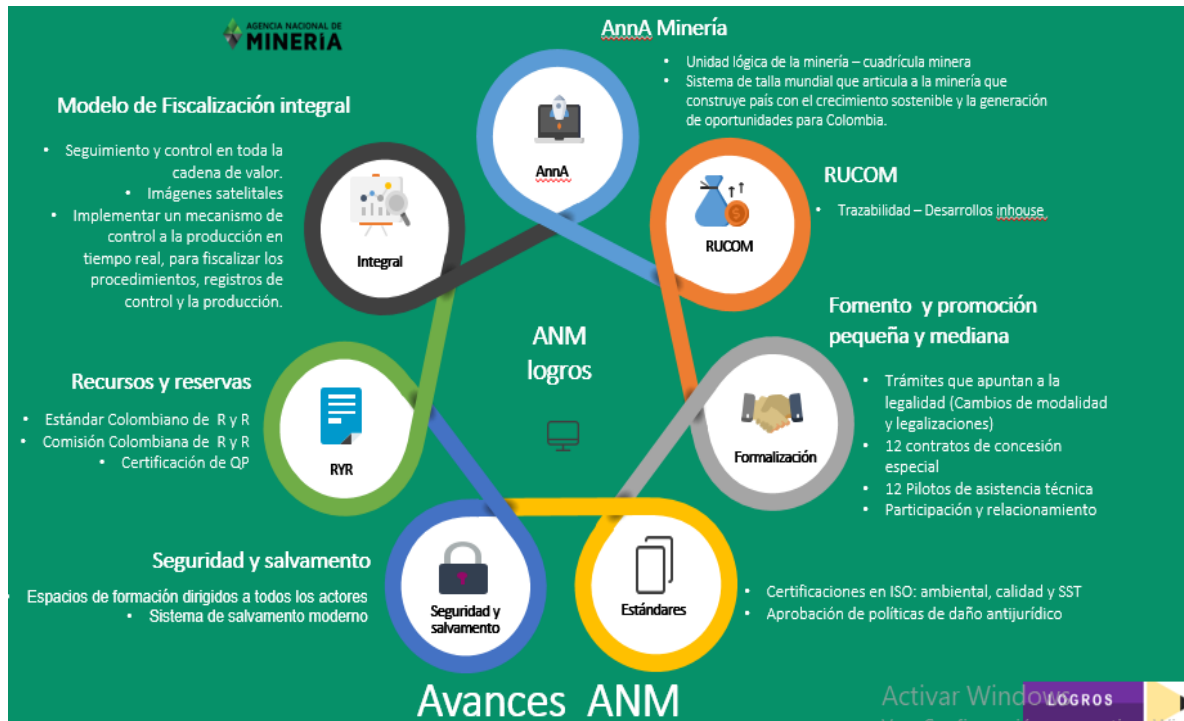 AGENCIA NACIONAL DE
MINERÍA
AnnA Minería
• Unidad lógica de la minería – cuadrícula minera
• Sistema de talla mundial que articula a la minería que
construye país con el crecimiento sostenible y la generación
de oportunidades para Colombia.
AnnA
Modelo de Fiscalización integral
• Seguimiento y control en toda la
cadena de valor.
• Imágenes satelitales
• Implementar un mecanismo de
control a la producción en
tiempo real, para fiscalizar los
procedimientos, registros de
control y la producción.
Integral
RUCOM
• Trazabilidad – Desarrollos inhouse
RUCOM
ANM
logros
Fomento y promoción
pequeña y mediana
• Trámites que apuntan a la
legalidad (Cambios de modalidad
y legalizaciones)
• 12 contratos de concesión
especial
• 12 Pilotos de asistencia técnica
• Participación y relacionamiento
Formalización
Recursos y reservas
• Estándar Colombiano de R y R
• Comisión Colombiana de R y R
• Certificación de QP
RYR
Seguridad y salvamento
• Espacios de formación dirigidos a todos los actores
• Sistema de salvamento moderno
Seguridad y
salvamento
Estándares
• Certificaciones en ISO: ambiental, calidad y SST
• Aprobación de políticas de daño antijurídico
Avances ANM
Activar Windows
LOGROS